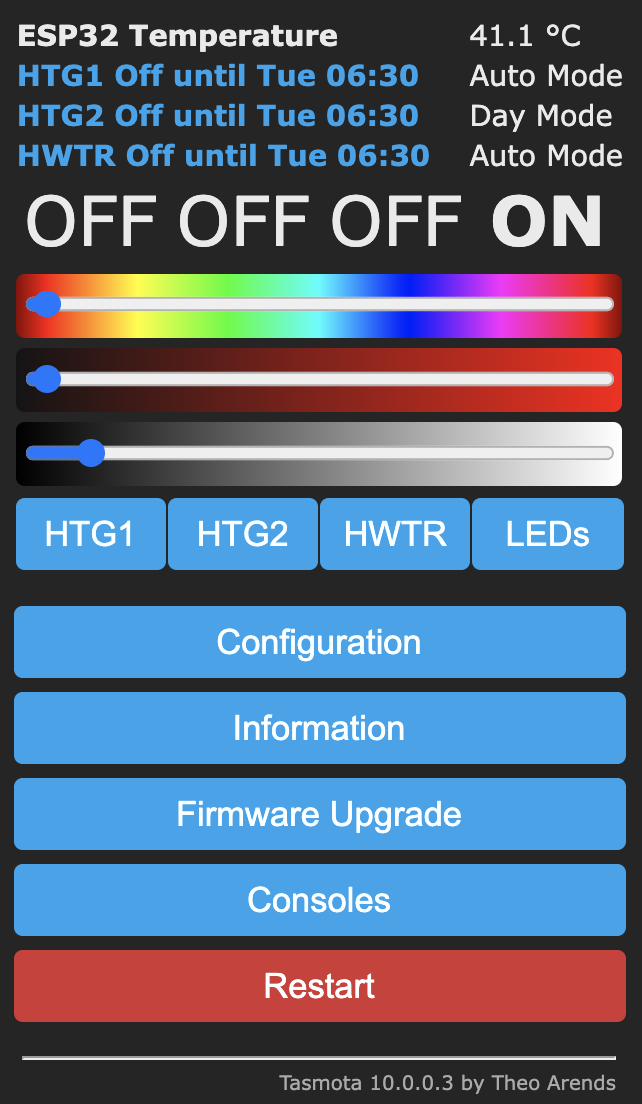 ESP32 Temperature 41.1 °C
HTG1 Off until Tue 06:30 Auto Mode
HTG2 Off until Tue 06:30 Day Mode
HWTR Off until Tue 06:30 Auto Mode
OFF OFF OFF ON
HTG1 HTG2 HWTR LEDs
Configuration
Information
Firmware Upgrade
Consoles
Restart
Tasmota 10.0.0.3 by Theo Arends